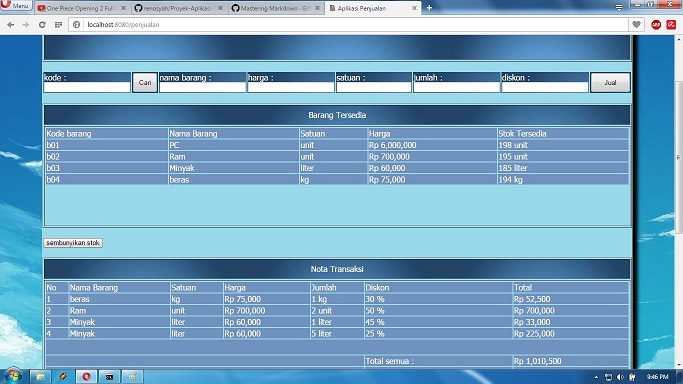 Menu
One Piece Opening 2 Full
renosyah/Proyek-Aplikasi-
Mastering Markdown · Git
Aplikasi Penjualan
localhost:8080/penjualan
kode : Cari nama barang : harga : satuan : jumlah : diskon : Jual
Barang Tersedia
Kode barang Nama Barang Satuan Harga Stok Tersedia
b01 PC unit Rp 6,000,000 198 unit
b02 Ram unit Rp 700,000 195 unit
b03 Minyak liter Rp 60,000 185 liter
b04 beras kg Rp 75,000 194 kg
sembunyikan stok
Nota Transaksi
No Nama Barang Satuan Harga Jumlah Diskon Total
1 beras kg Rp 75,000 1 kg 30 % Rp 52,500
2 Ram unit Rp 700,000 2 unit 50 % Rp 700,000
3 Minyak liter Rp 60,000 1 liter 45 % Rp 33,000
4 Minyak liter Rp 60,000 5 liter 25 % Rp 225,000
Total semua : Rp 1,010,500
9:46 PM